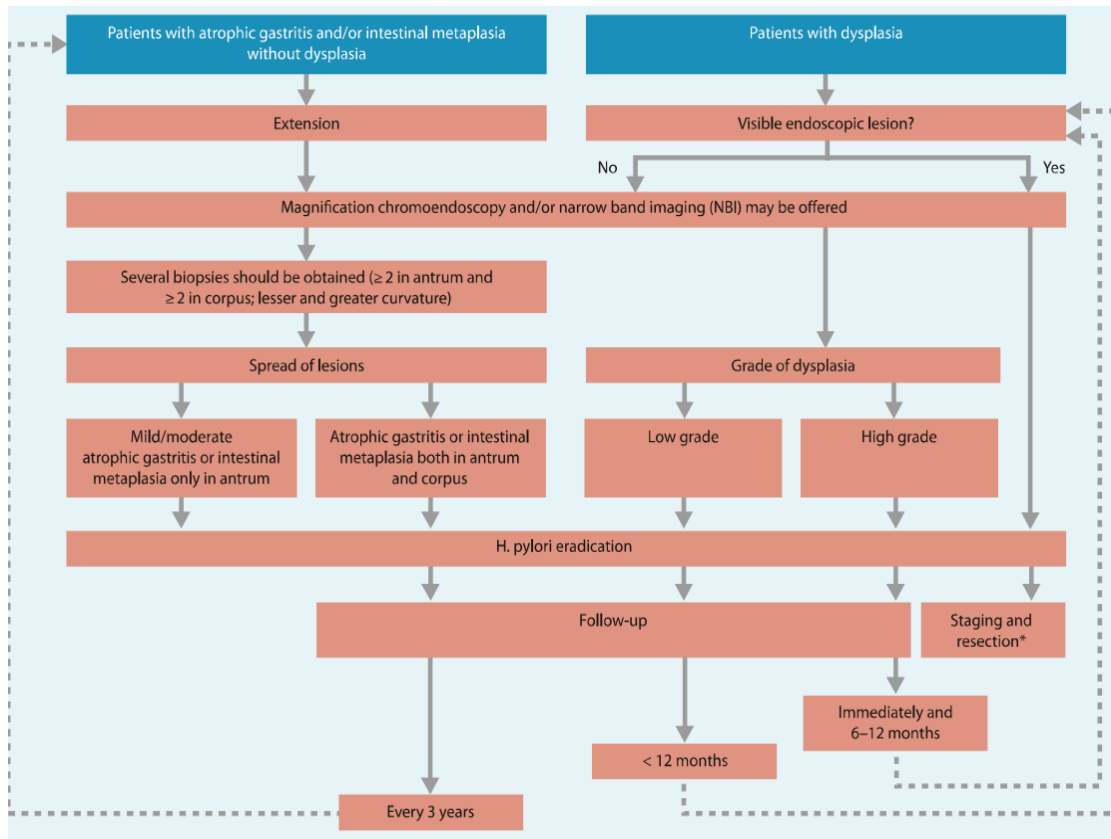 Patients with atrophic gastritis and/or intestinal metaplasia
without dysplasia
Patients with dysplasia
Extension
Visible endoscopic lesion?
No
Yes
Magnification chromoendoscopy and/or narrow band imaging (NBI) may be offered
Several biopsies should be obtained (≥ 2 in antrum and
≥ 2 in corpus; lesser and greater curvature)
Spread of lesions
Grade of dysplasia
Mild/moderate
atrophic gastritis or intestinal
metaplasia only in antrum
Atrophic gastritis or intestinal
metaplasia both in antrum
and corpus
Low grade
High grade
H. pylori eradication
Follow-up
Staging and
resection*
Immediately and
6–12 months
< 12 months
Every 3 years